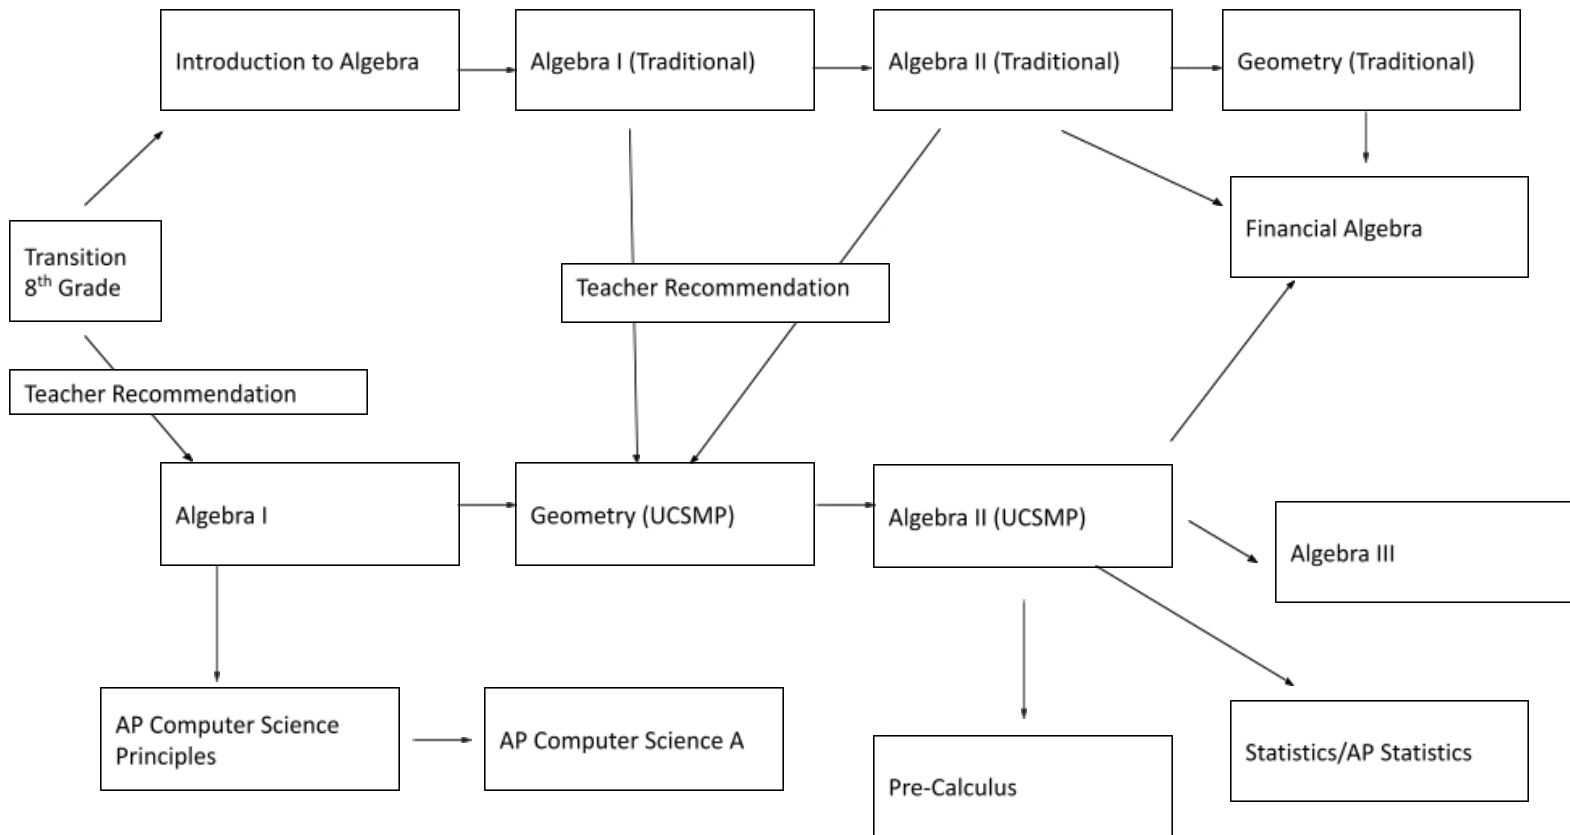 Introduction to Algebra
Algebra I (Traditional)
Algebra II (Traditional)
Geometry (Traditional)
Transition
8th Grade
Financial Algebra
Teacher Recommendation
Teacher Recommendation
Algebra I
Geometry (UCSMP)
Algebra II (UCSMP)
Algebra III
AP Computer Science
Principles
AP Computer Science A
Pre-Calculus
Statistics/AP Statistics